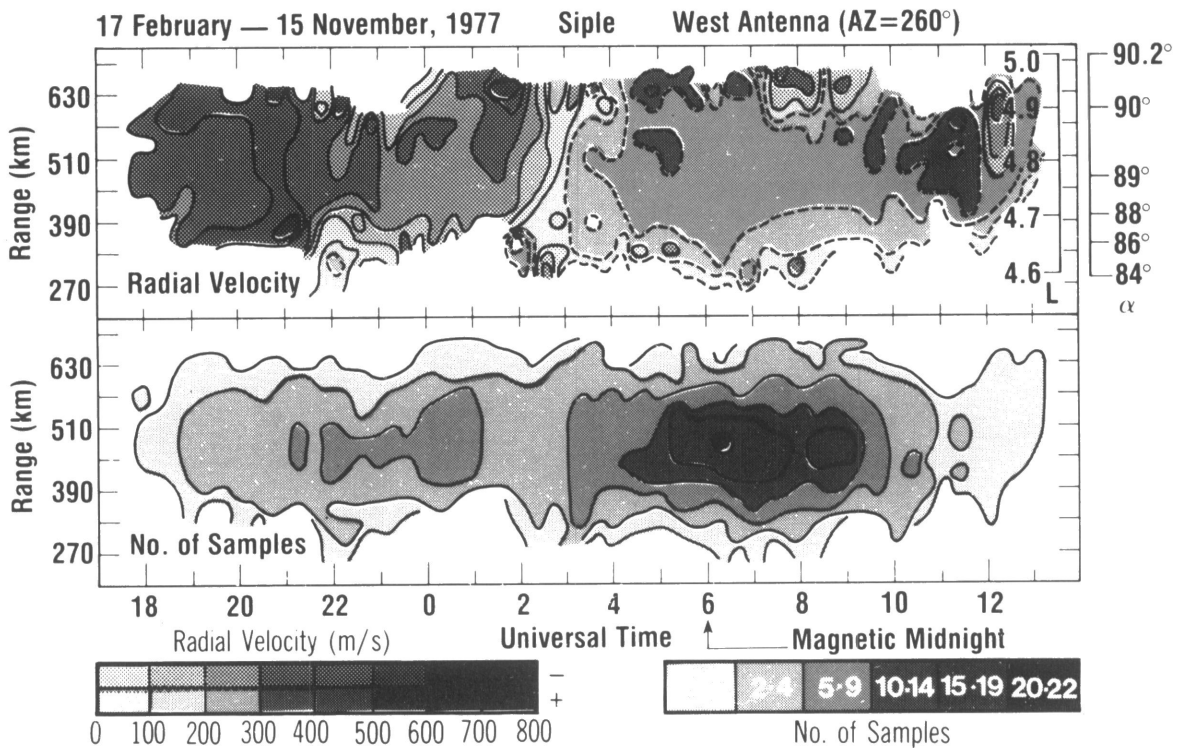 17 February — 15 November, 1977 Siple West Antenna (AZ=260°)
630
510
390
270
Range (km)
Radial Velocity
5.0
4.9
4.8
4.7
4.6
L
90.2°
90°
89°
88°
86°
84°
α
630
510
390
270
Range (km)
No. of Samples
18 20 22 0 2 4 6 8 10 12
Radial Velocity (m/s) Universal Time Magnetic Midnight
−
+
0 100 200 300 400 500 600 700 800
2-4 5-9 10-14 15-19 20-22
No. of Samples